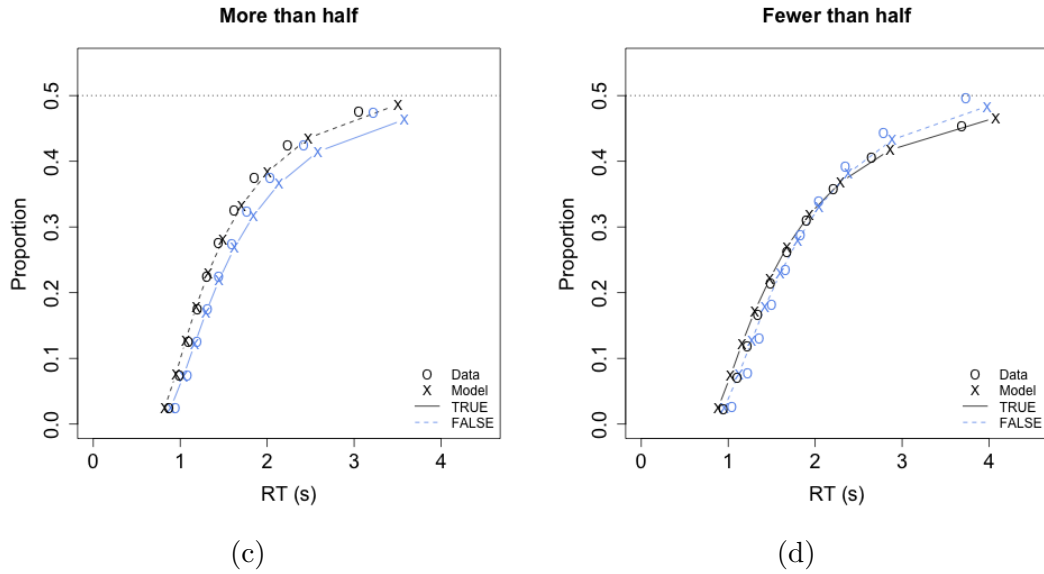 More than half
Proportion
0.5
0.4
0.3
0.2
0.1
0.0
O Data
X Model
TRUE
FALSE
0 1 2 3 4
RT (s)
(c)
Fewer than half
Proportion
0.5
0.4
0.3
0.2
0.1
0.0
O Data
X Model
TRUE
FALSE
0 1 2 3 4
RT (s)
(d)